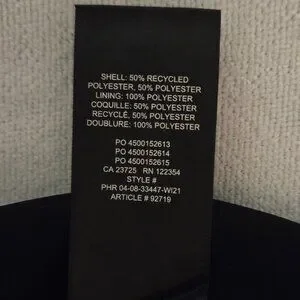 SHELL: 50% RECYCLED
POLYESTER, 50% POLYESTER
LINING: 100% POLYESTER
COQUILLE: 50% POLYESTER
RECYCLÉ, 50% POLYESTER
DOUBLURE: 100% POLYESTER
PO 4500152613
PO 4500152614
PO 4500152615
CA 23725 RN 122354
STYLE #
PHR 04-08-33447-WI21
ARTICLE # 92719